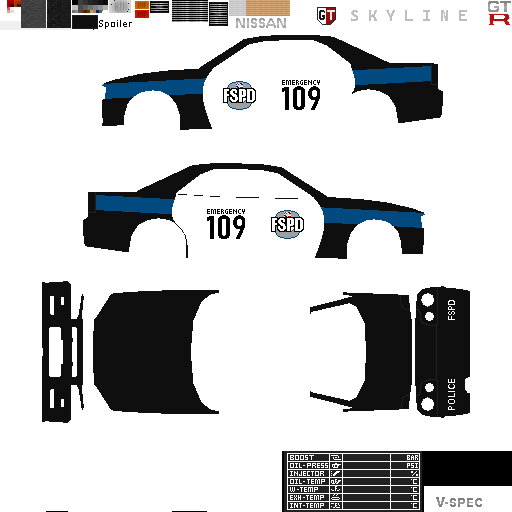 Spoiler
NISSAN
GT
SKYLINE
GT
R
EMERGENCY
109
FSPD
EMERGENCY
109
FSPD
FSPD
POLICE
BOOST BAR
OIL-PRESS PSI
INJECTOR %
OIL-TEMP °C
W-TEMP °C
EXH-TEMP °C
INT-TEMP °C
V-SPEC